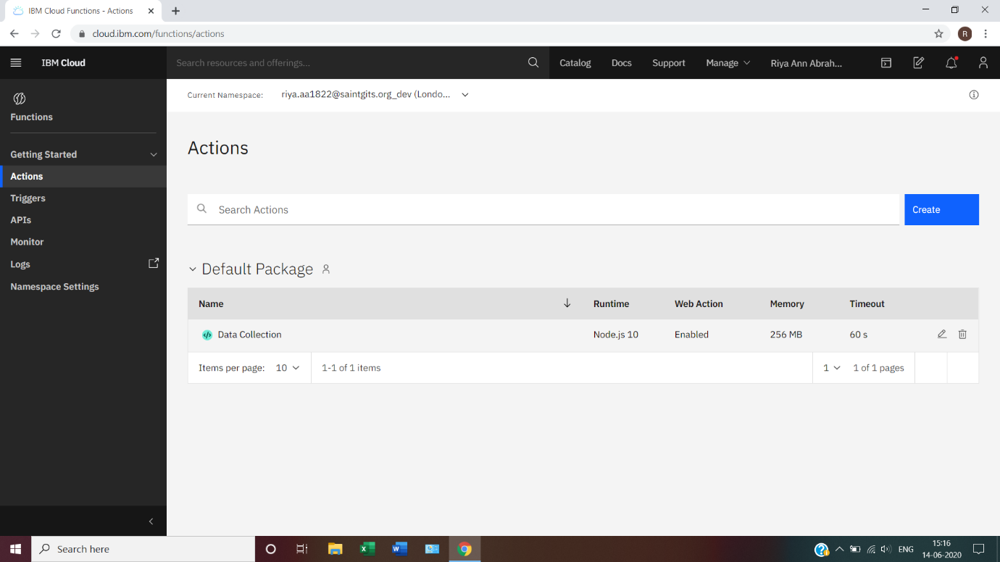 IBM Cloud Functions - Actions
cloud.ibm.com/functions/actions
R
IBM Cloud
Search resources and offerings...
Catalog
Docs
Support
Manage
Riya Ann Abrah...
Functions
Getting Started
Actions
Triggers
APIs
Monitor
Logs
Namespace Settings
Current Namespace:
riya.aa1822@saintgits.org_dev (Londo...
Actions
Search Actions
Create
Default Package
Name Runtime Web Action Memory Timeout
Data Collection Node.js 10 Enabled 256 MB 60 s
Items per page: 10 1-1 of 1 items 1 1 of 1 pages
Search here
ENG
15:16
14-06-2020